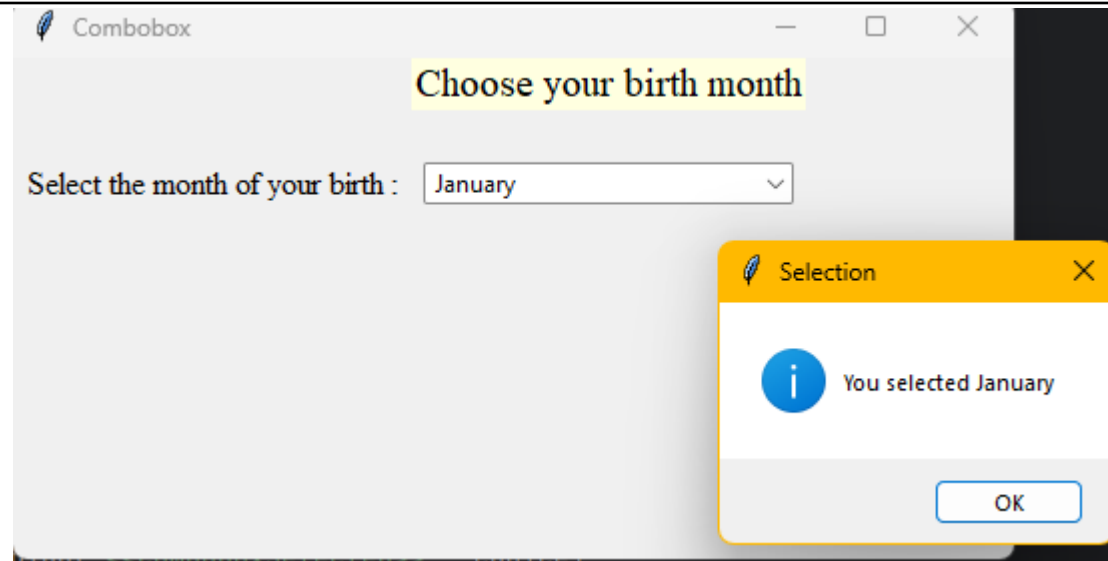 Combobox
Choose your birth month
Select the month of your birth :
January
Selection
You selected January
OK